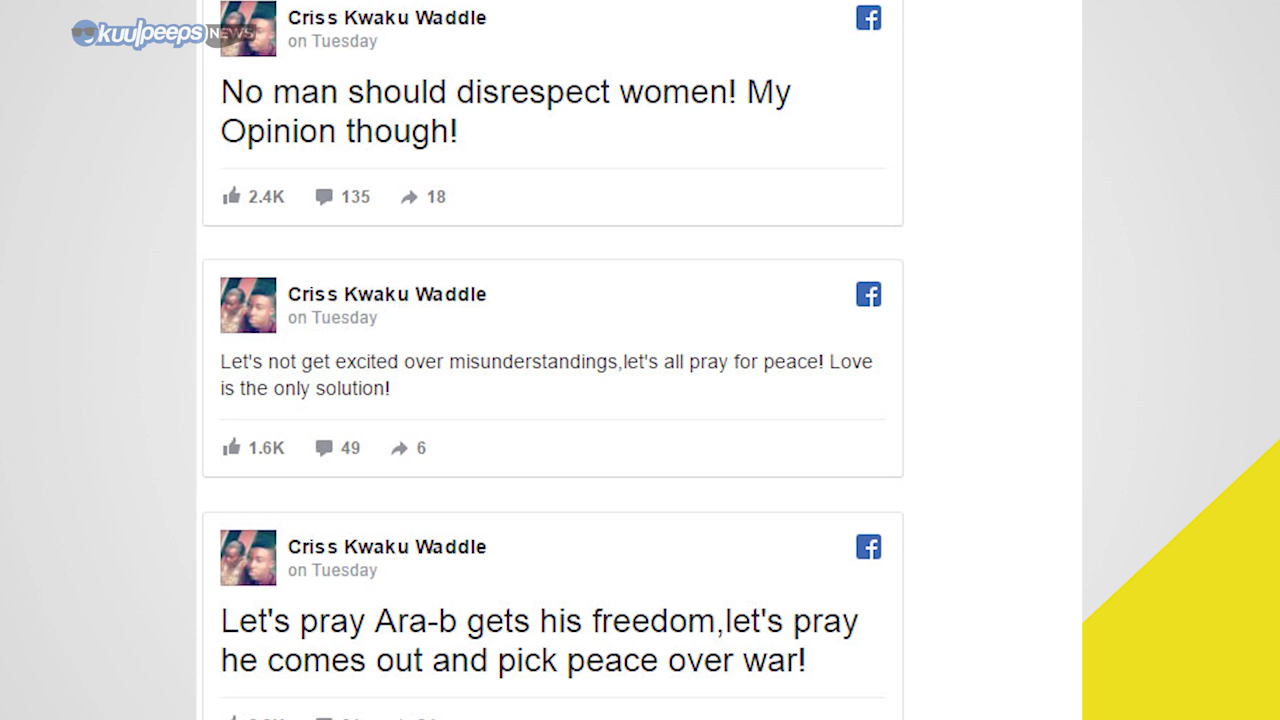 kuulpeeps NEWS
Criss Kwaku Waddle
on Tuesday
No man should disrespect women! My
Opinion though!
2.4K 135 18
Criss Kwaku Waddle
on Tuesday
Let's not get excited over misunderstandings,let's all pray for peace! Love
is the only solution!
1.6K 49 6
Criss Kwaku Waddle
on Tuesday
Let's pray Ara-b gets his freedom,let's pray
he comes out and pick peace over war!